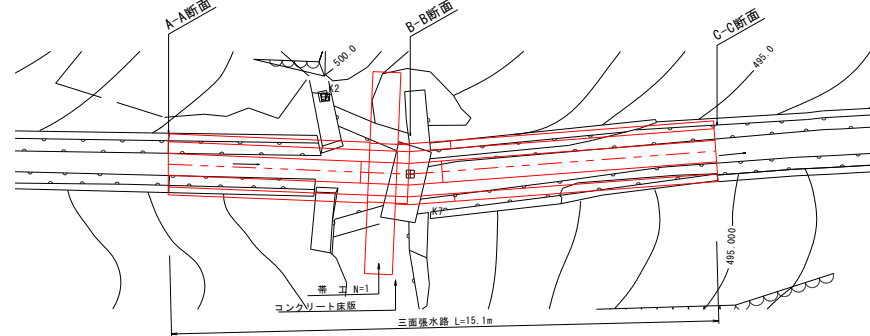 A-A断面
B-B断面
C-C断面
500.0
495.0
K2
K7
495.000
帯 工 N=1
コンクリート床版
三面張水路 L=15.1m